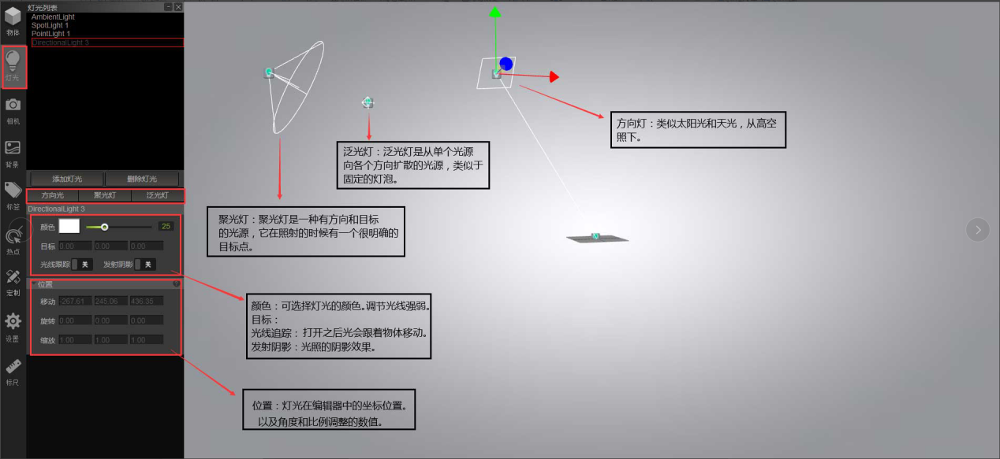 灯光列表
AmbientLight
SpotLight 1
PointLight 1
DirectionalLight 3
物体
灯光
相机
背景
标签
热点
定制
设置
标尺
添加灯光
删除灯光
方向光
聚光灯
泛光灯
DirectionalLight 3
颜色
25
目标 0.00 0.00 0.00
光线跟踪 关 发射阴影 关
位置
移动 -267.61 245.06 436.35
旋转 0.00 0.00 0.00
缩放 1.00 1.00 1.00
方向灯：类似太阳光和天光，从高空
照下。
泛光灯：泛光灯是从单个光源
向各个方向扩散的光源，类似于
固定的灯泡。
聚光灯：聚光灯是一种有方向和目标
的光源，它在照射的时候有一个很明确的
目标点。
颜色：可选择灯光的颜色。调节光线强弱。
目标：
光线追踪：打开之后光会跟着物体移动。
发射阴影：光照的阴影效果。
位置：灯光在编辑器中的坐标位置。
以及角度和比例调整的数值。